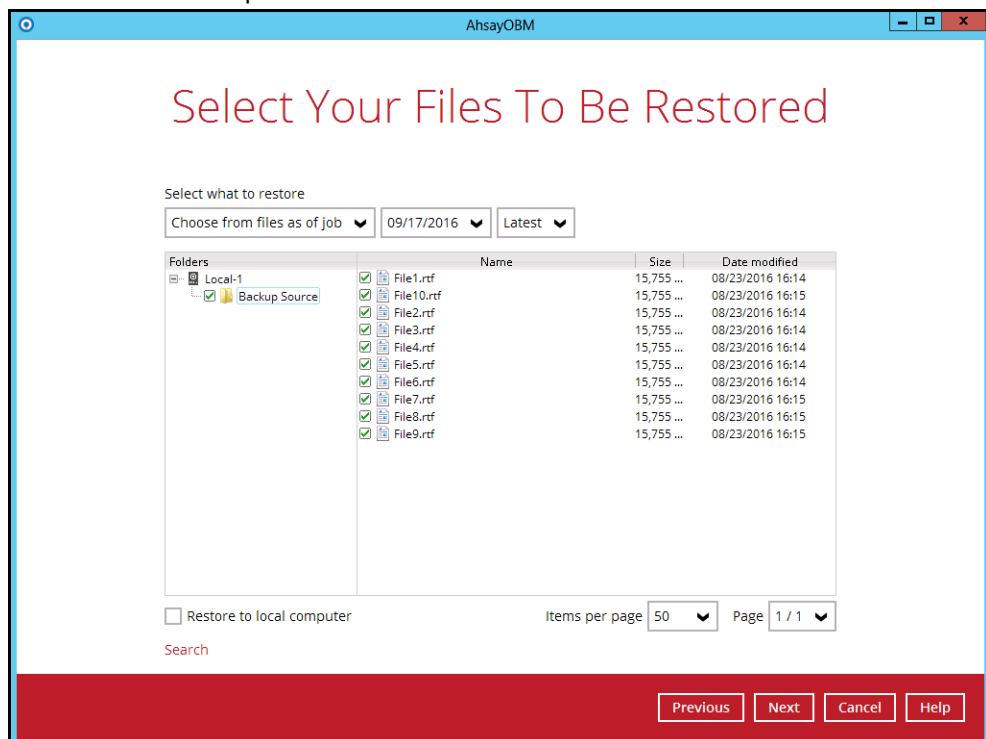 AhsayOBM
Select Your Files To Be Restored
Select what to restore
Choose from files as of job 09/17/2016 Latest
Folders Name Size Date modified
Local-1 File1.rtf 15,755 ... 08/23/2016 16:14
Backup Source File10.rtf 15,755 ... 08/23/2016 16:15
File2.rtf 15,755 ... 08/23/2016 16:14
File3.rtf 15,755 ... 08/23/2016 16:14
File4.rtf 15,755 ... 08/23/2016 16:14
File5.rtf 15,755 ... 08/23/2016 16:14
File6.rtf 15,755 ... 08/23/2016 16:14
File7.rtf 15,755 ... 08/23/2016 16:15
File8.rtf 15,755 ... 08/23/2016 16:15
File9.rtf 15,755 ... 08/23/2016 16:15
Restore to local computer Items per page 50 Page 1 / 1
Search
Previous Next Cancel Help